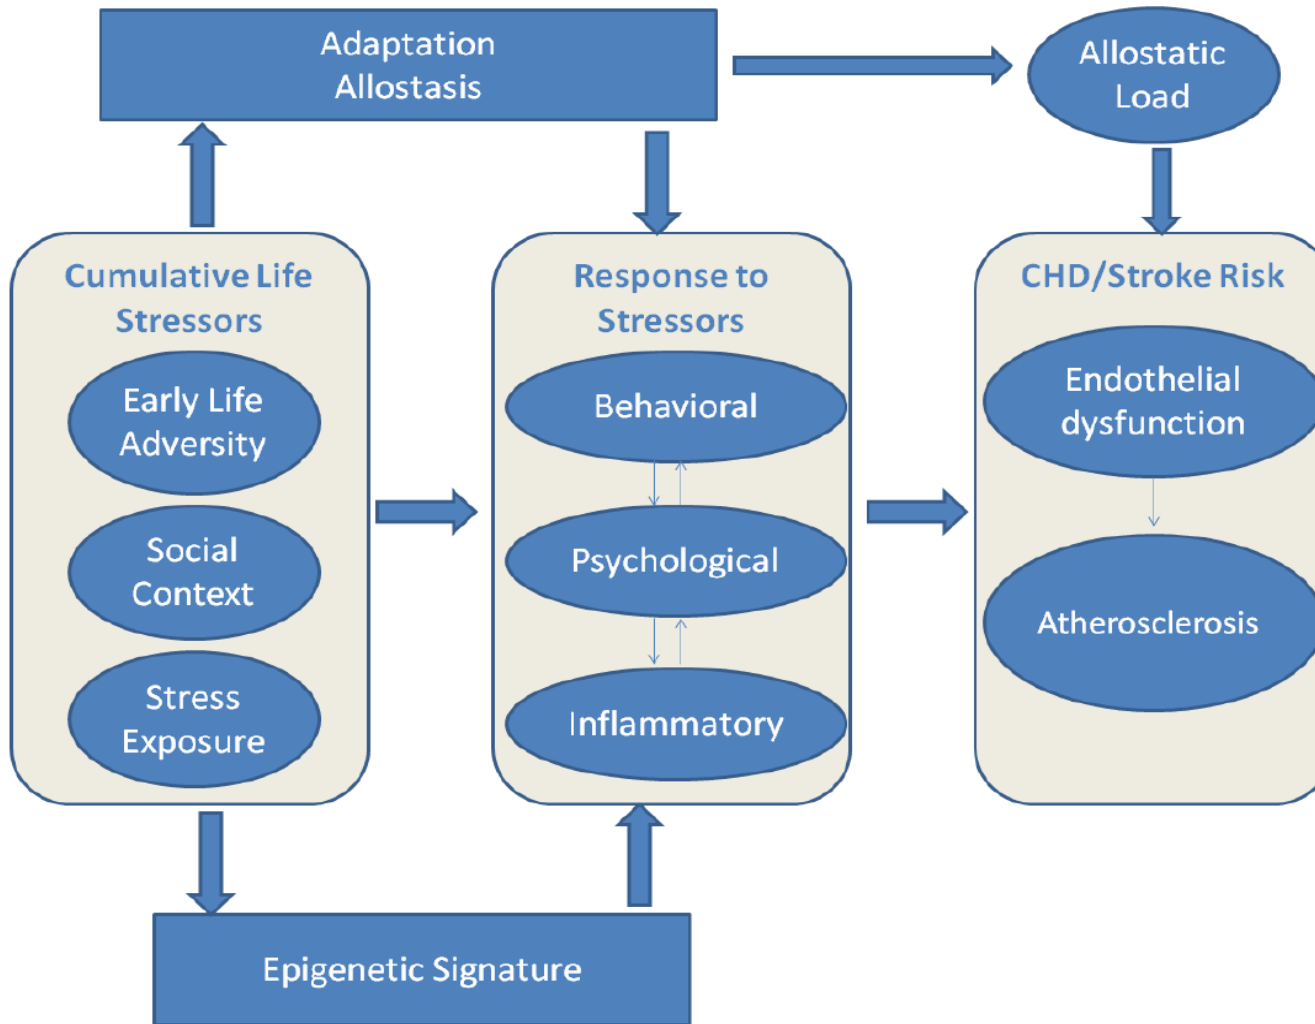 Adaptation
Allostasis
Allostatic
Load
Cumulative Life
Stressors
Early Life
Adversity
Social
Context
Stress
Exposure
Response to
Stressors
Behavioral
Psychological
Inflammatory
CHD/Stroke Risk
Endothelial
dysfunction
Atherosclerosis
Epigenetic Signature